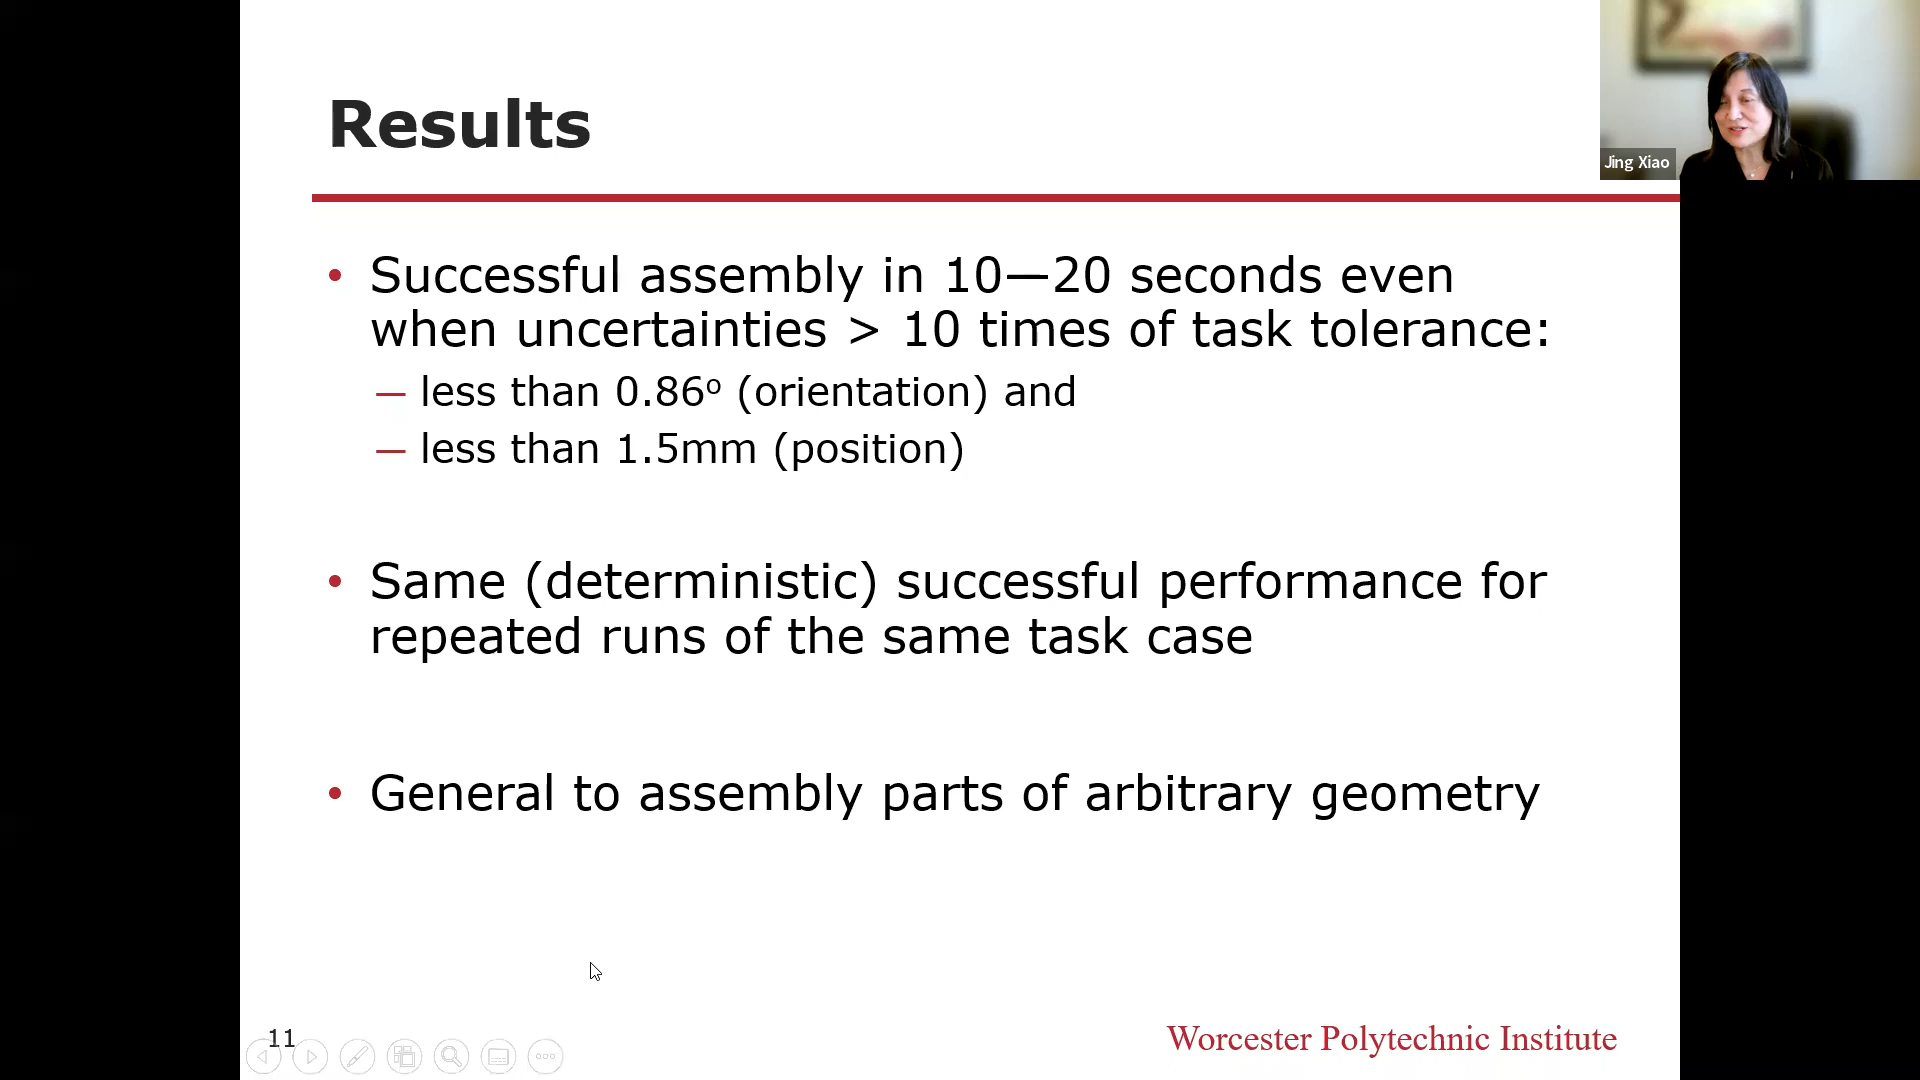 Results
Jing Xiao
• Successful assembly in 10—20 seconds even
when uncertainties > 10 times of task tolerance:
— less than 0.86º (orientation) and
— less than 1.5mm (position)
• Same (deterministic) successful performance for
repeated runs of the same task case
• General to assembly parts of arbitrary geometry
11
Worcester Polytechnic Institute